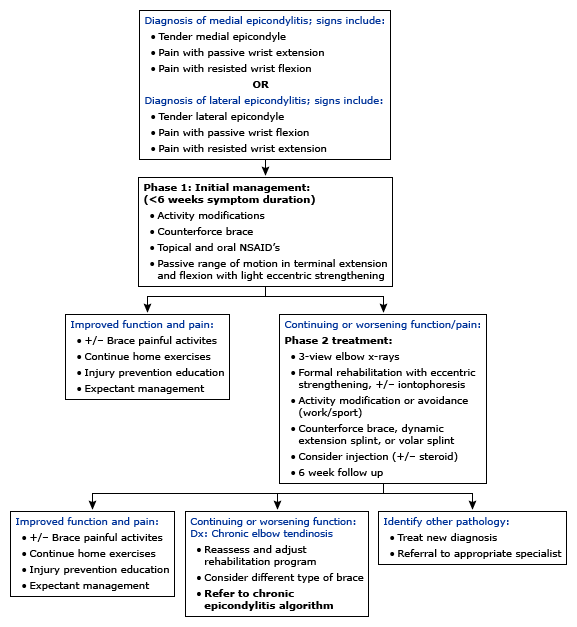 Diagnosis of medial epicondylitis; signs include:
• Tender medial epicondyle
• Pain with passive wrist extension
• Pain with resisted wrist flexion
OR
Diagnosis of lateral epicondylitis; signs include:
• Tender lateral epicondyle
• Pain with passive wrist flexion
• Pain with resisted wrist extension
Phase 1: Initial management:
(<6 weeks symptom duration)
• Activity modifications
• Counterforce brace
• Topical and oral NSAID's
• Passive range of motion in terminal extension
and flexion with light eccentric strengthening
Improved function and pain:
• +/− Brace painful activites
• Continue home exercises
• Injury prevention education
• Expectant management
Continuing or worsening function/pain:
Phase 2 treatment:
• 3-view elbow x-rays
• Formal rehabilitation with eccentric
strengthening, +/− iontophoresis
• Activity modification or avoidance
(work/sport)
• Counterforce brace, dynamic
extension splint, or volar splint
• Consider injection (+/− steroid)
• 6 week follow up
Improved function and pain:
• +/− Brace painful activites
• Continue home exercises
• Injury prevention education
• Expectant management
Continuing or worsening function:
Dx: Chronic elbow tendinosis
• Reassess and adjust
rehabilitation program
• Consider different type of brace
• Refer to chronic
epicondylitis algorithm
Identify other pathology:
• Treat new diagnosis
• Referral to appropriate specialist